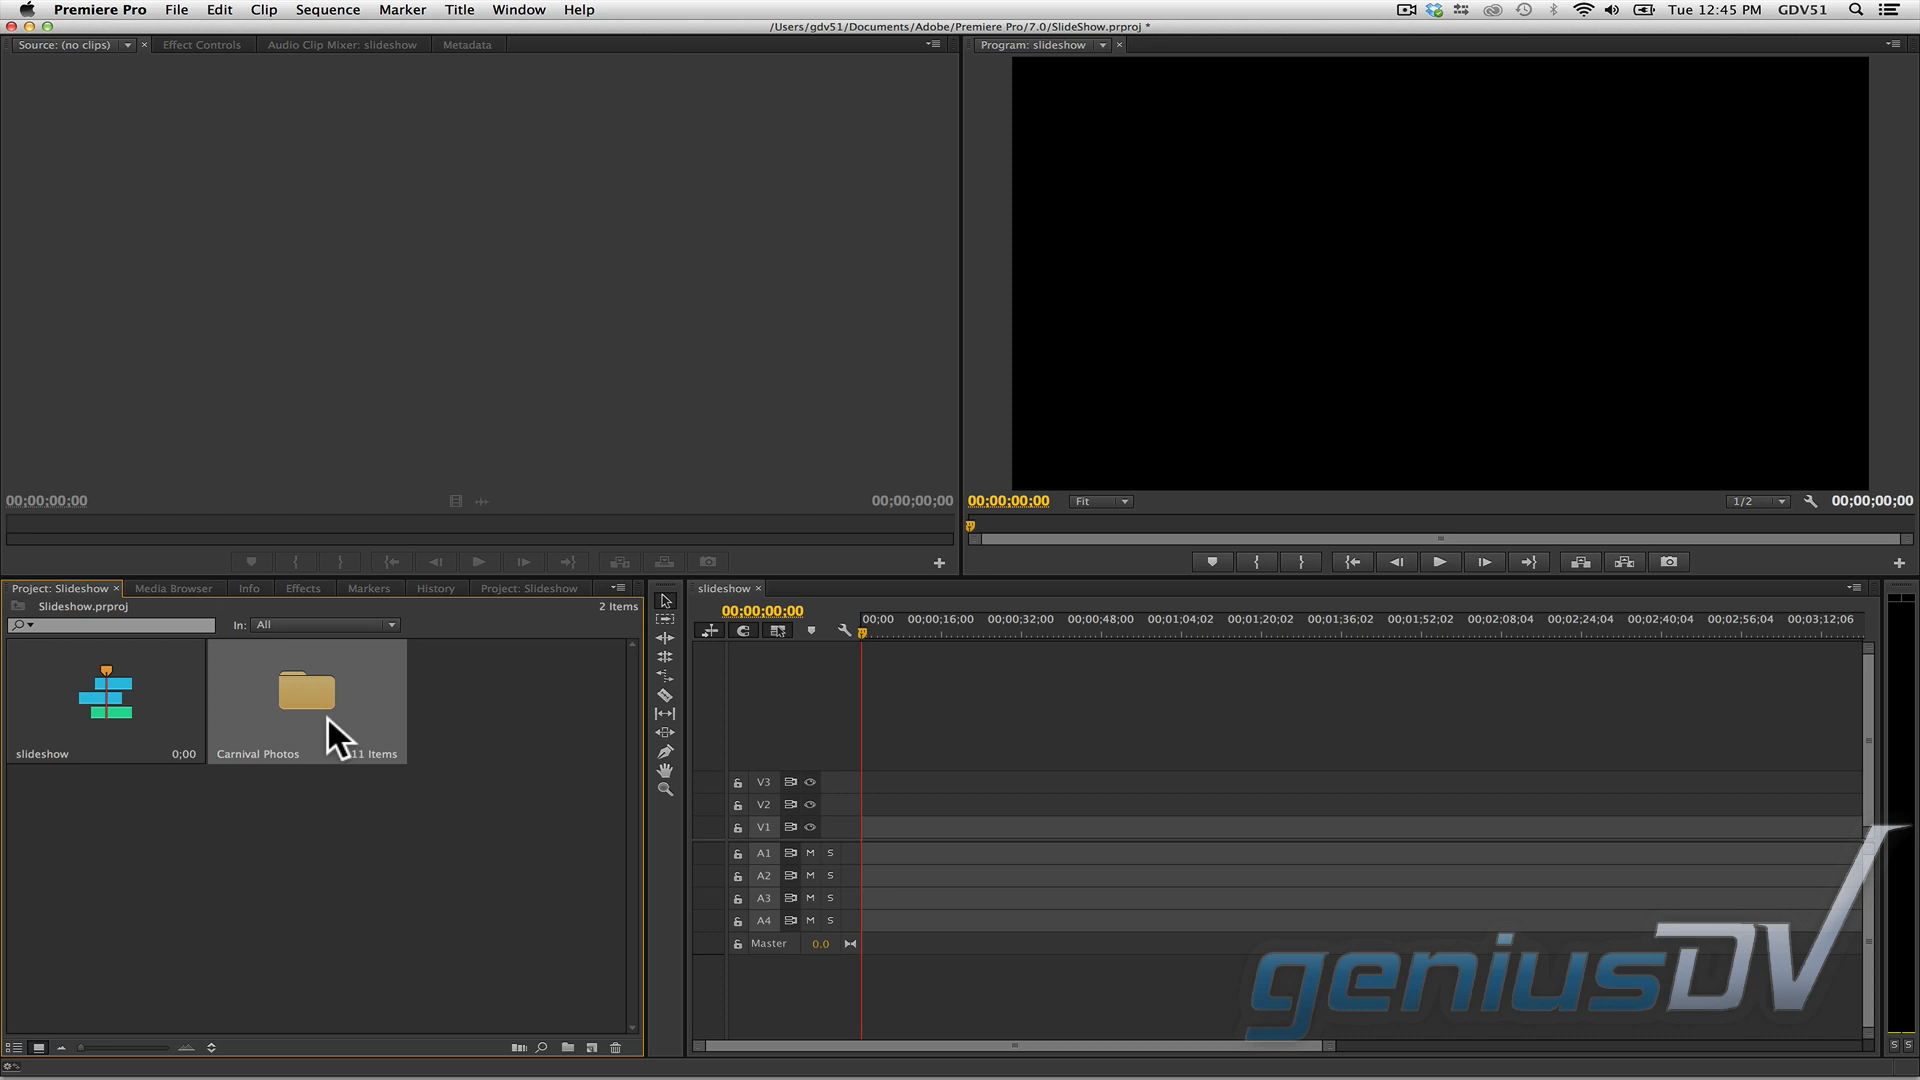 Premiere Pro File Edit Clip Sequence Marker Title Window Help Tue 12:45 PM GDV51
/Users/gdv51/Documents/Adobe/Premiere Pro/7.0/SlideShow.prproj *
Source: (no clips) Effect Controls Audio Clip Mixer: slideshow Metadata
Program: slideshow
00;00;00;00 00;00;00;00
00;00;00;00 Fit 1/2 00;00;00;00
Project: Slideshow Media Browser Info Effects Markers History Project: Slideshow
Slideshow.prproj 2 Items
In: All
slideshow 0;00
Carnival Photos 11 Items
slideshow
00;00;00;00
00;00 00;00;16;00 00;00;32;00 00;00;48;00 00;01;04;02 00;01;20;02 00;01;36;02 00;01;52;02 00;02;08;04 00;02;24;04 00;02;40;04 00;02;56;04 00;03;12;06
V3
V2
V1
A1 M S
A2 M S
A3 M S
A4 M S
Master 0.0
geniusDV
S S